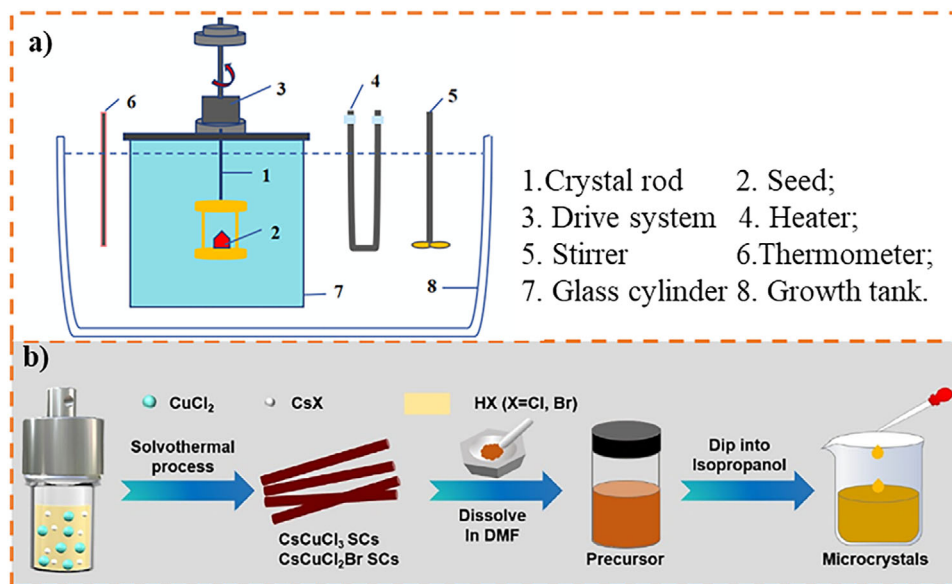 a)
6
3
4
5
1
2
7
8
1.Crystal rod 2. Seed;
3. Drive system 4. Heater;
5. Stirrer 6.Thermometer;
7. Glass cylinder 8. Growth tank.
b)
CuCl₂ CsX HX (X=Cl, Br)
Solvothermal
process
CsCuCl₃ SCs
CsCuCl₂Br SCs
Dissolve
In DMF
Precursor
Dip into
Isopropanol
Microcrystals